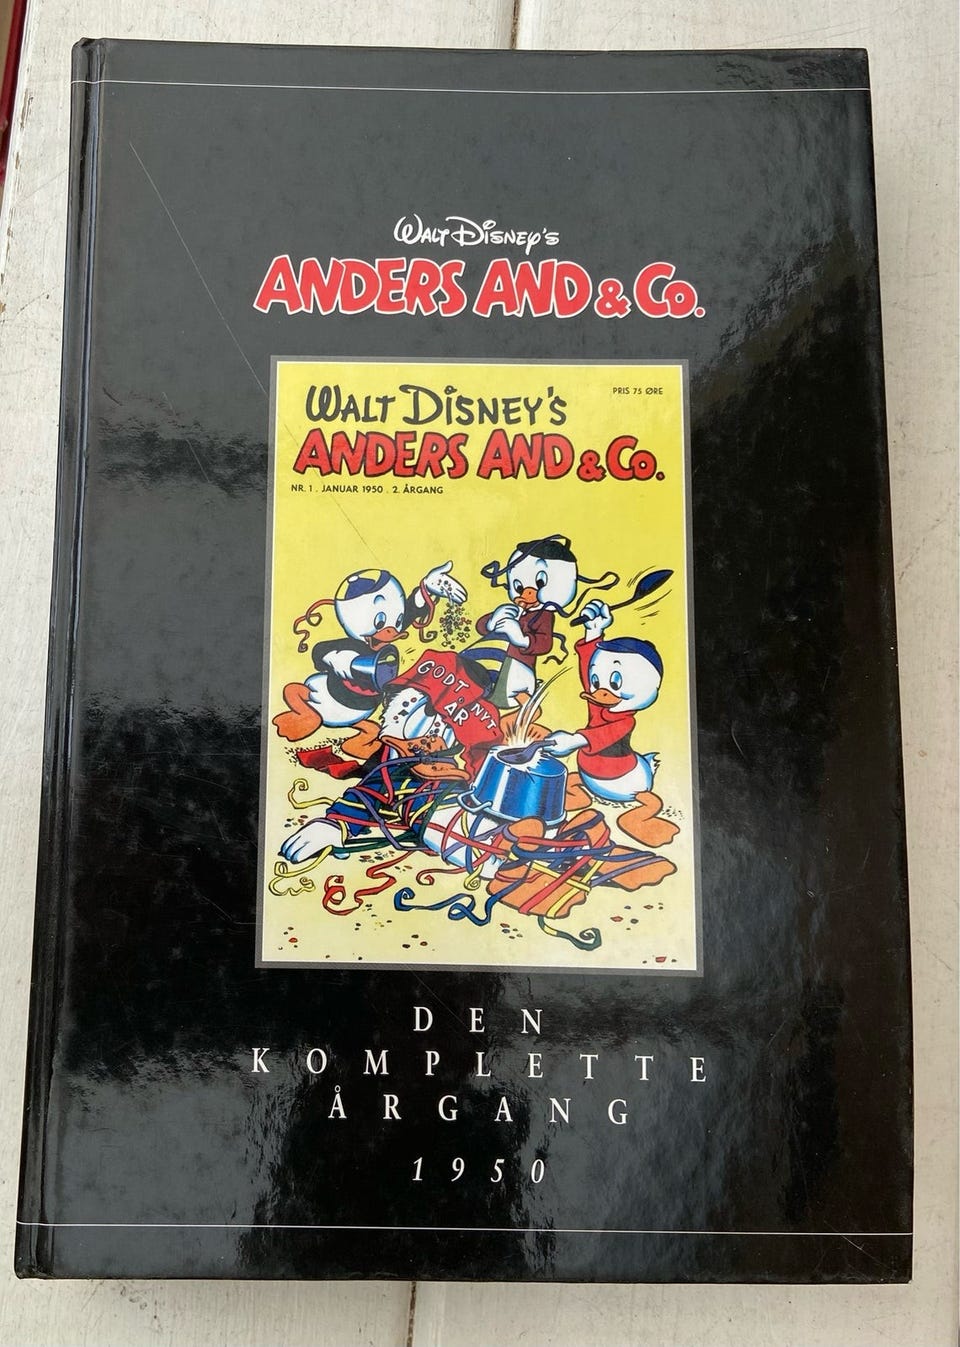 WALT DISNEY'S
ANDERS AND & CO.
WALT DISNEY'S
PRIS 75 ØRE
ANDERS AND & CO.
NR. 1 . JANUAR 1950 . 2. ÅRGANG
GODT
NYT
ÅR
DEN
KOMPLETTE
ÅRGANG
1950